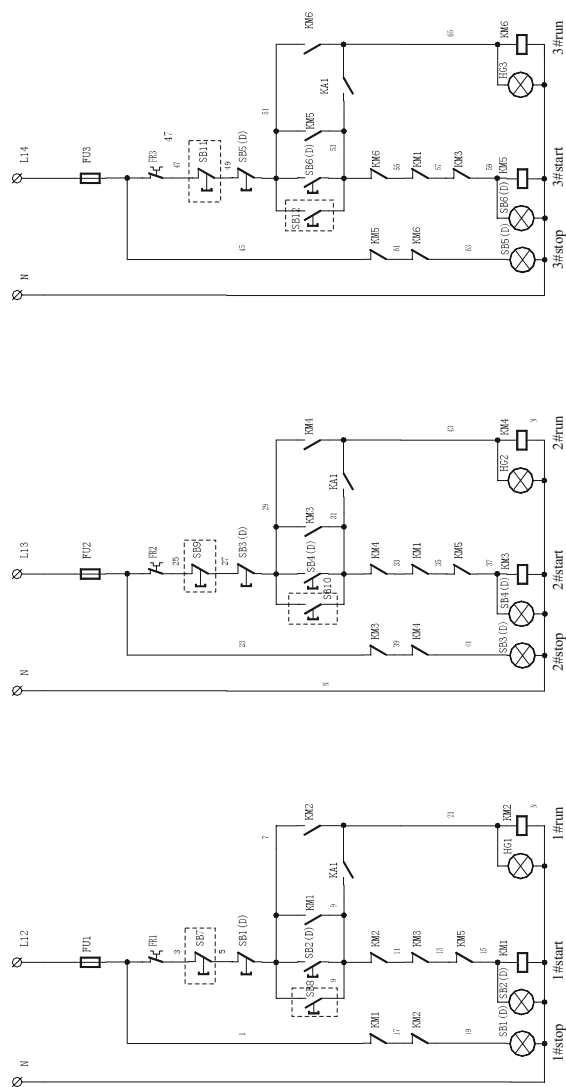 N
L14
FU3
FR3
47
47
SB11
49
SB5(D)
45
51
KM6
KM5
SB6(D)
SB12
KA1
53
65
KM6
55
KM1
57
KM3
59
KM5
61
KM6
63
SB5(D)
SB6(D)
KM5
HG3
KM6
3#stop
3#start
3#run
N
L13
FU2
FR2
25
SB9
27
SB3(D)
23
N
29
KM4
KM3
SB4(D)
SB10
KA1
31
43
KM4
33
KM1
35
KM5
37
KM3
39
KM4
41
SB3(D)
SB4(D)
KM3
HG2
KM4
N
2#stop
2#start
2#run
N
L12
FU1
FR1
3
SB7
5
SB1(D)
1
7
KM2
KM1
SB2(D)
SB8
KA1
9
9
21
KM2
11
KM3
13
KM5
15
KM1
17
KM2
19
SB1(D)
SB2(D)
KM1
HG1
KM2
N
1#stop
1#start
1#run